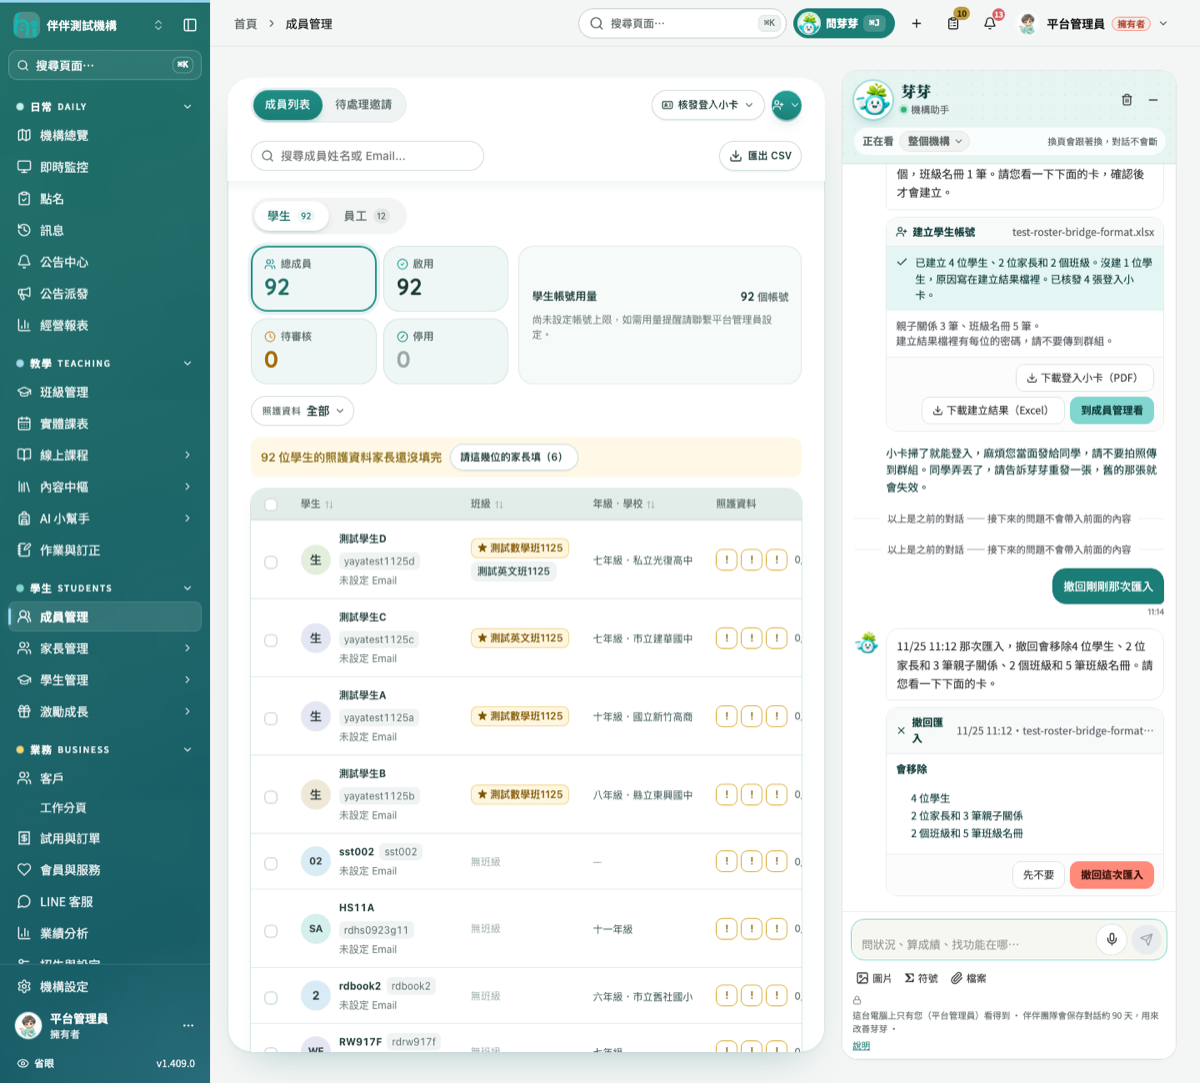 伴伴測試機構
搜尋頁面⋯ ⌘K
日常 DAILY
機構總覽
即時監控
點名
訊息
公告中心
公告派發
經營報表
教學 TEACHING
班級管理
實體課表
線上課程
內容中樞
AI 小幫手
作業與訂正
學生 STUDENTS
成員管理
家長管理
學生管理
激勵成長
業務 BUSINESS
客戶
工作分頁
試用與訂單
會員與服務
LINE 客服
業績分析
機構設定
平台管理員
擁有者
省眼 v1.409.0
首頁 成員管理
搜尋頁面⋯ ⌘K
問芽芽 ⌘J
10
13
平台管理員 擁有者
成員列表 待處理邀請
核發登入小卡
搜尋成員姓名或 Email...
匯出 CSV
學生 92 員工 12
總成員
92
啟用
92
待審核
0
停用
0
學生帳號用量 92 個帳號
尚未設定帳號上限，如需用量提醒請聯繫平台管理員設
定。
照護資料 全部
92 位學生的照護資料家長還沒填完 請這幾位的家長填（6）
學生 班級 年級・學校 照護資料
生 測試學生D
yayatest1125d
未設定 Email
★ 測試數學班1125
測試英文班1125
七年級・私立光復高中
! ! ! 0,
生 測試學生C
yayatest1125c
未設定 Email
★ 測試英文班1125
七年級・市立建華國中
! ! ! 0,
生 測試學生A
yayatest1125a
未設定 Email
★ 測試數學班1125
十年級・國立新竹高商
! ! ! 0,
生 測試學生B
yayatest1125b
未設定 Email
★ 測試數學班1125
八年級・縣立東興國中
! ! ! 0,
02 sst002 sst002
未設定 Email
無班級
—
! ! ! 0,
SA HS11A
rdhs0923g11
未設定 Email
無班級
十一年級
! ! ! 0,
2 rdbook2 rdbook2
未設定 Email
無班級
六年級・市立舊社國小
! ! ! 0,
WF RW917F rdrw917f
無班級
七年級
芽芽
機構助手
正在看 整個機構 換頁會跟著換，對話不會斷
個，班級名冊 1 筆。請您看一下下面的卡，確認後
才會建立。
建立學生帳號 test-roster-bridge-format.xlsx
已建立 4 位學生、2 位家長和 2 個班級。沒建 1 位學
生，原因寫在建立結果檔裡。已核發 4 張登入小
卡。
親子關係 3 筆、班級名冊 5 筆。
建立結果檔裡有每位的密碼，請不要傳到群組。
下載登入小卡（PDF）
下載建立結果（Excel） 到成員管理看
小卡掃了就能登入，麻煩您當面發給同學，請不要拍照傳
到群組。同學弄丟了，請告訴芽芽重發一張，舊的那張就
會失效。
以上是之前的對話 —— 接下來的問題不會帶入前面的內容
以上是之前的對話 —— 接下來的問題不會帶入前面的內容
撤回剛剛那次匯入
11:14
11/25 11:12 那次匯入，撤回會移除4 位學生、2 位
家長和 3 筆親子關係、2 個班級和 5 筆班級名冊。請
您看一下下面的卡。
撤回匯
入
11/25 11:12・test-roster-bridge-format⋯
會移除
4 位學生
2 位家長和 3 筆親子關係
2 個班級和 5 筆班級名冊
先不要 撤回這次匯入
問狀況、算成績、找功能在哪⋯
圖片 符號 檔案
這台電腦上只有您（平台管理員）看得到 ・ 伴伴團隊會保存對話約 90 天，用來
改善芽芽 ・
說明